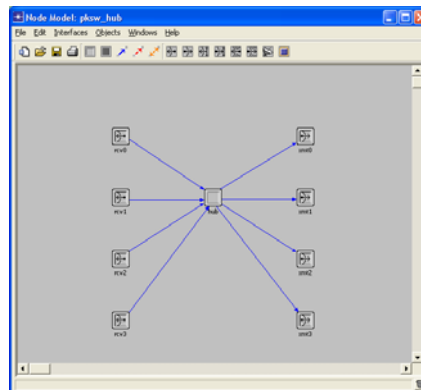 Node Model: pksw_hub
File Edit Interfaces Objects Windows Help
rcv0
xmt0
rcv1
hub
xmt1
rcv2
xmt2
rcv3
xmt3